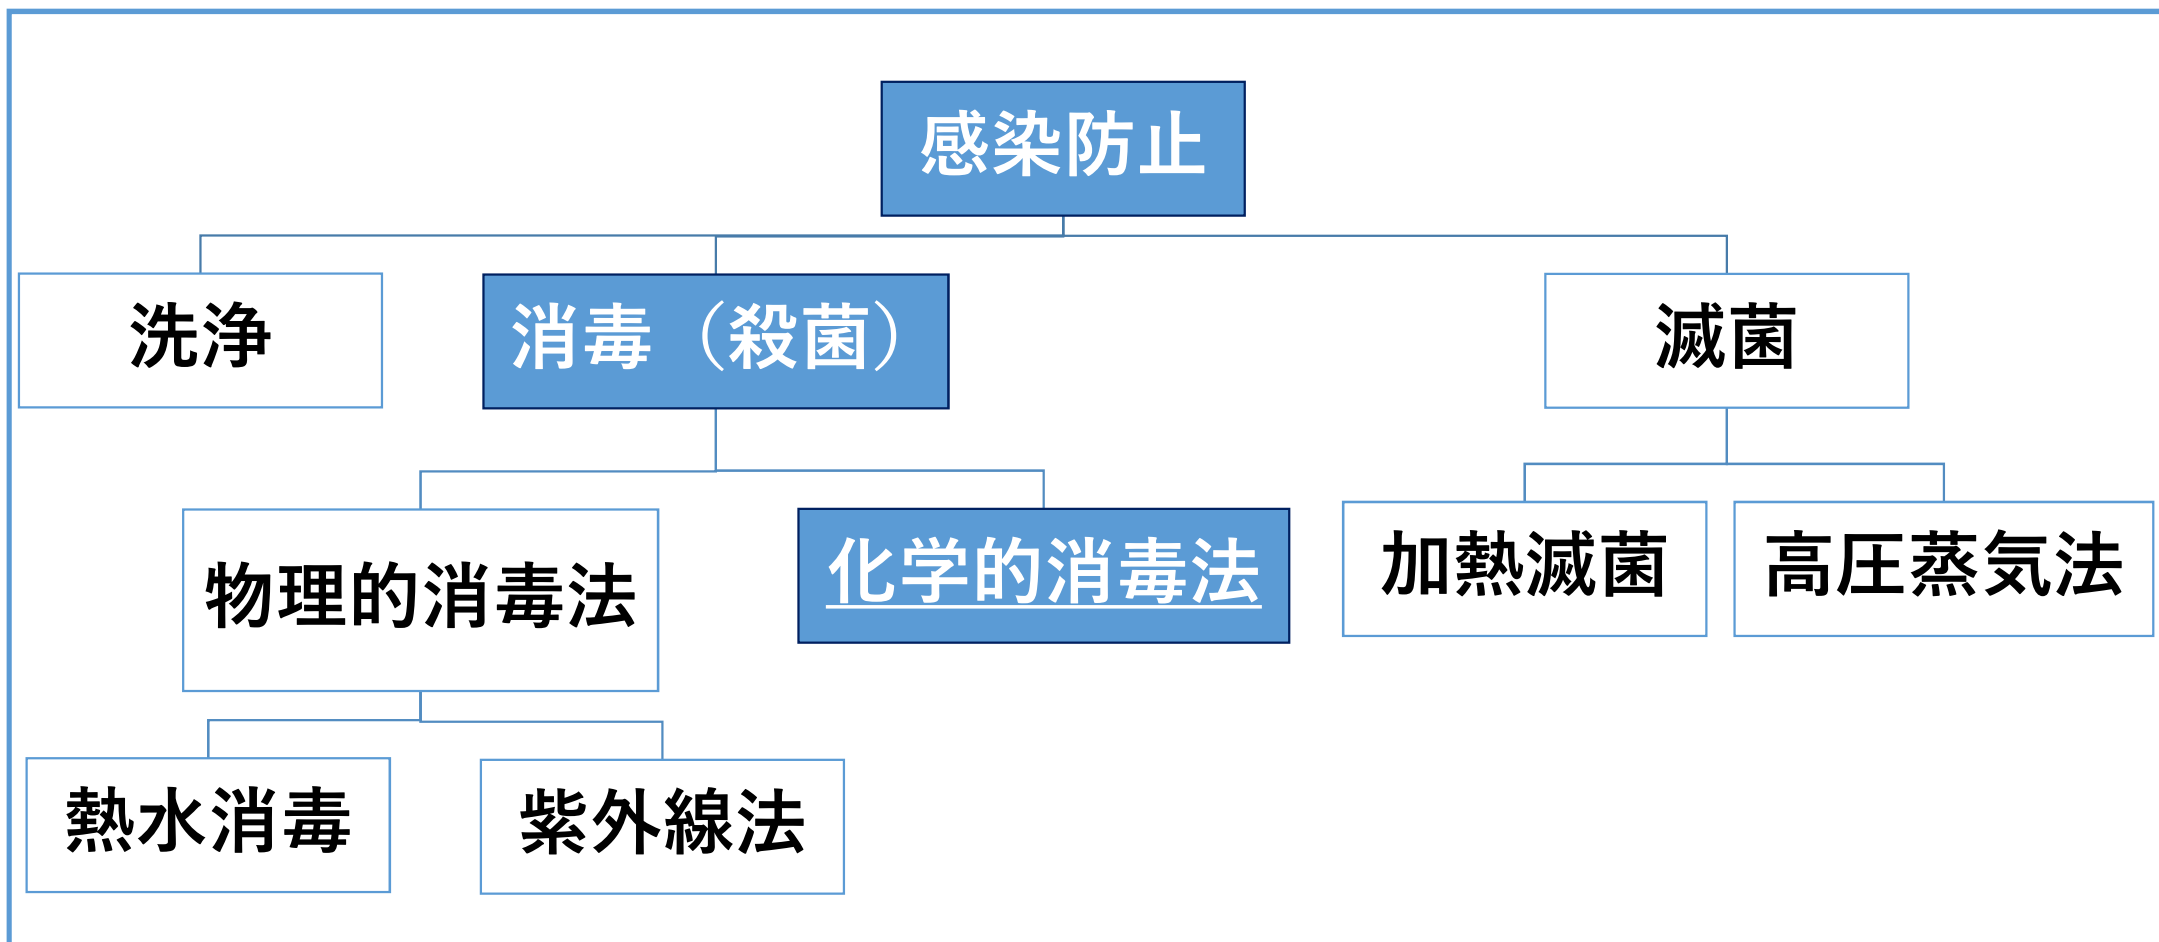 感染防止
洗浄
消毒（殺菌）
滅菌
物理的消毒法
化学的消毒法
加熱滅菌
高圧蒸気法
熱水消毒
紫外線法